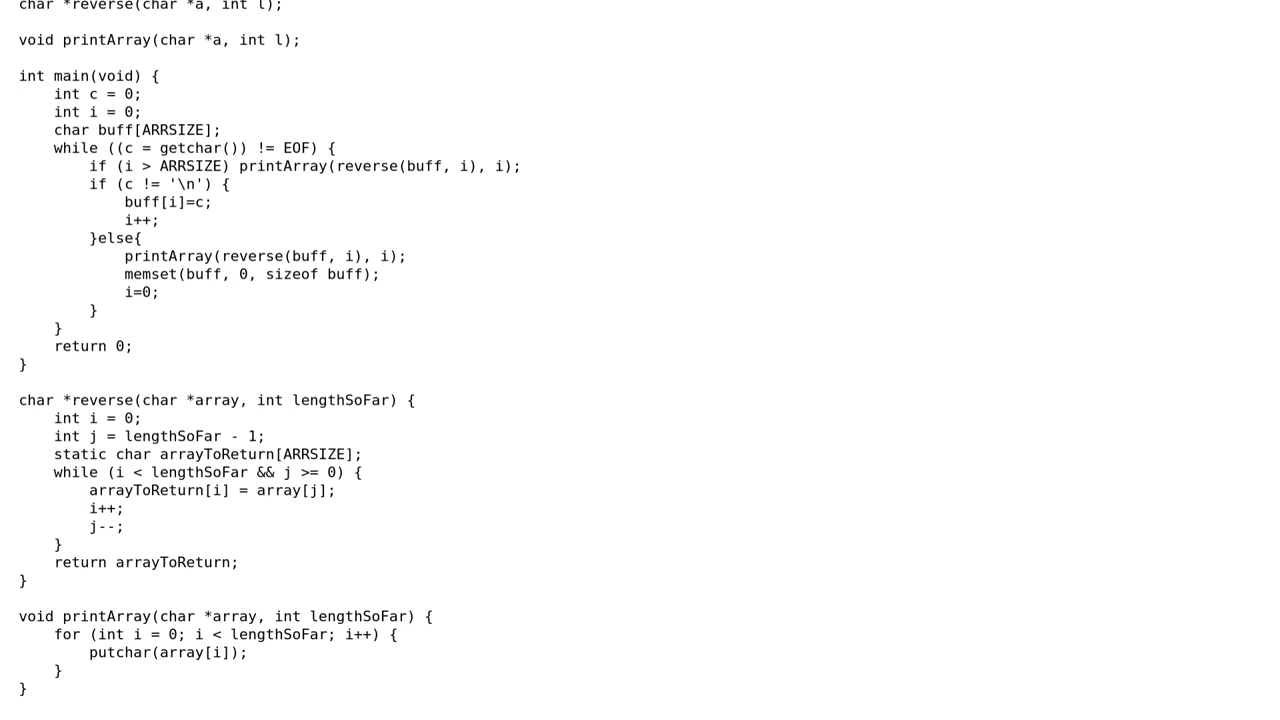 char *reverse(char *a, int l);

void printArray(char *a, int l);

int main(void) {
    int c = 0;
    int i = 0;
    char buff[ARRSIZE];
    while ((c = getchar()) != EOF) {
        if (i > ARRSIZE) printArray(reverse(buff, i), i);
        if (c != '\n') {
            buff[i]=c;
            i++;
        }else{
            printArray(reverse(buff, i), i);
            memset(buff, 0, sizeof buff);
            i=0;
        }
    }
    return 0;
}

char *reverse(char *array, int lengthSoFar) {
    int i = 0;
    int j = lengthSoFar - 1;
    static char arrayToReturn[ARRSIZE];
    while (i < lengthSoFar && j >= 0) {
        arrayToReturn[i] = array[j];
        i++;
        j--;
    }
    return arrayToReturn;
}

void printArray(char *array, int lengthSoFar) {
    for (int i = 0; i < lengthSoFar; i++) {
        putchar(array[i]);
    }
}